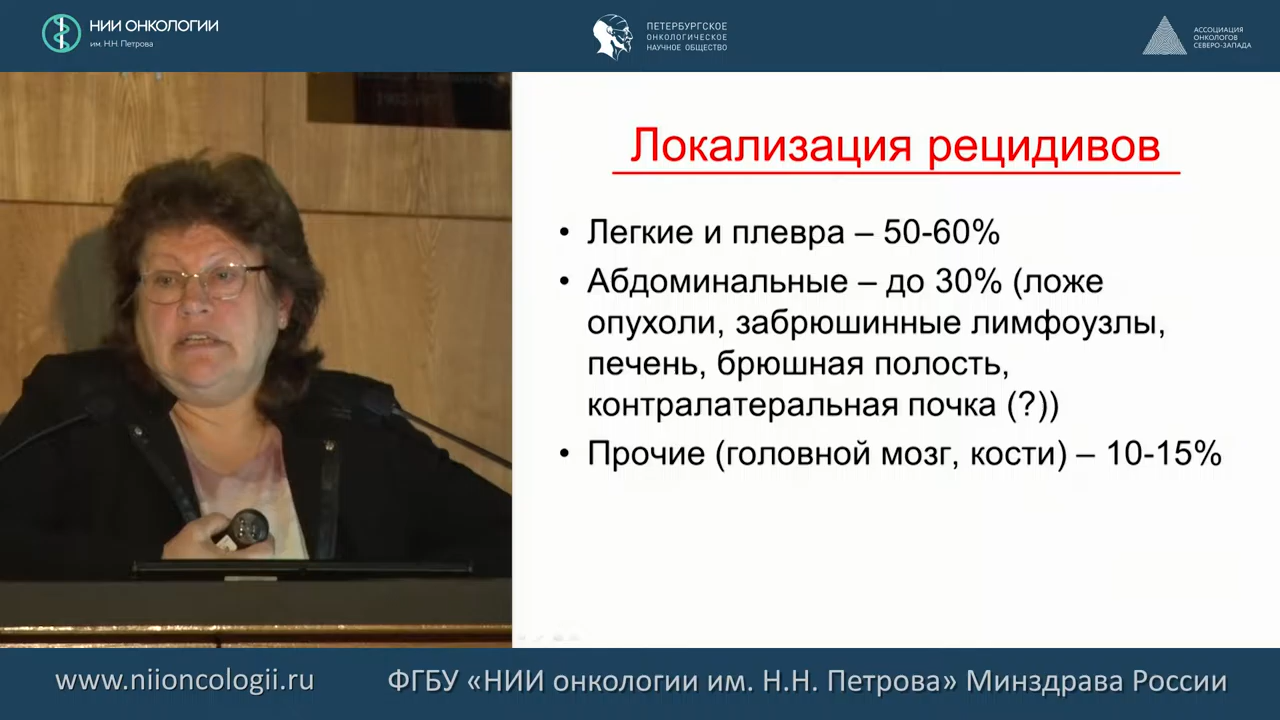 НИИ ОНКОЛОГИИ
им. Н.Н. Петрова
ПЕТЕРБУРГСКОЕ
ОНКОЛОГИЧЕСКОЕ
НАУЧНОЕ ОБЩЕСТВО
АССОЦИАЦИЯ
ОНКОЛОГОВ
СЕВЕРО-ЗАПАДА
Локализация рецидивов
• Легкие и плевра – 50-60%
• Абдоминальные – до 30% (ложе
опухоли, забрюшинные лимфоузлы,
печень, брюшная полость,
контралатеральная почка (?))
• Прочие (головной мозг, кости) – 10-15%
www.niioncologii.ru
ФГБУ «НИИ онкологии им. Н.Н. Петрова» Минздрава России